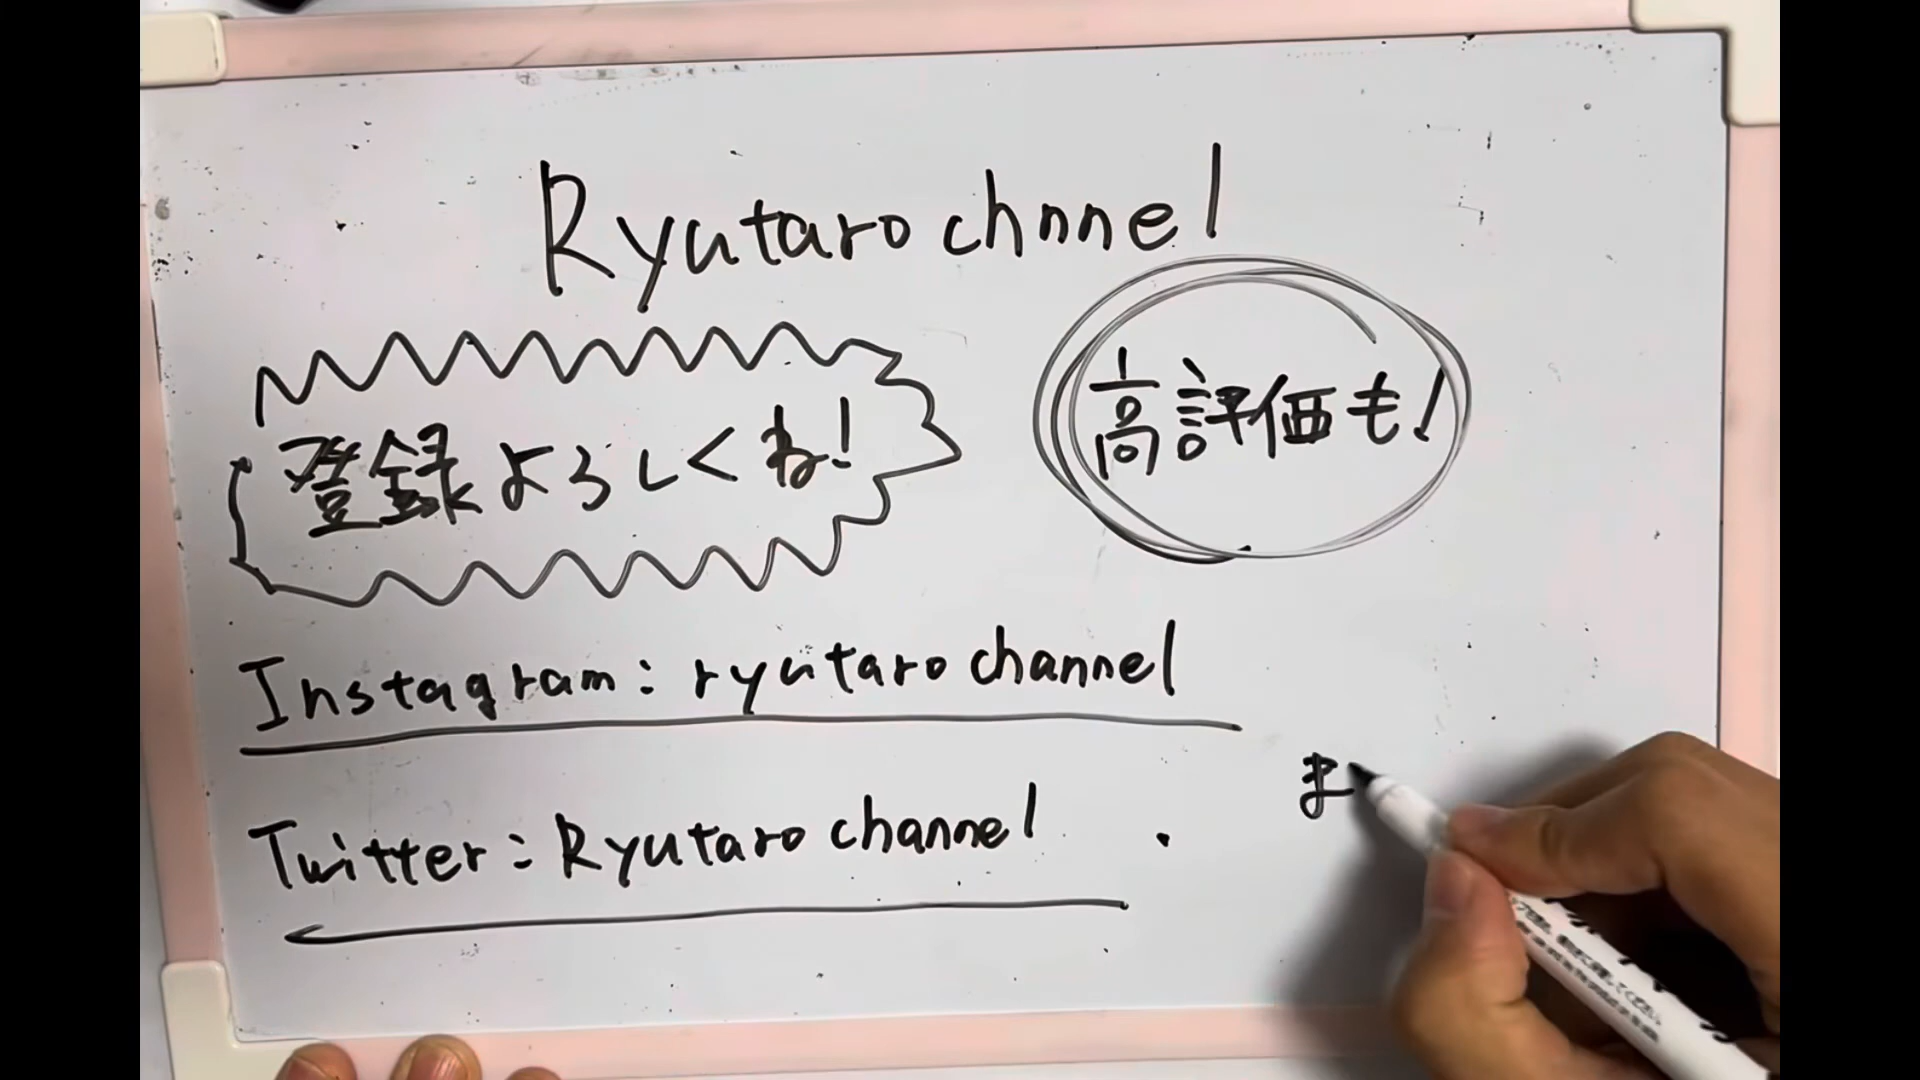 Ryutaro chnnel
登録よろしくね!
高評価も!
Instagram: ryutaro channel
Twitter: Ryutaro channel
ま